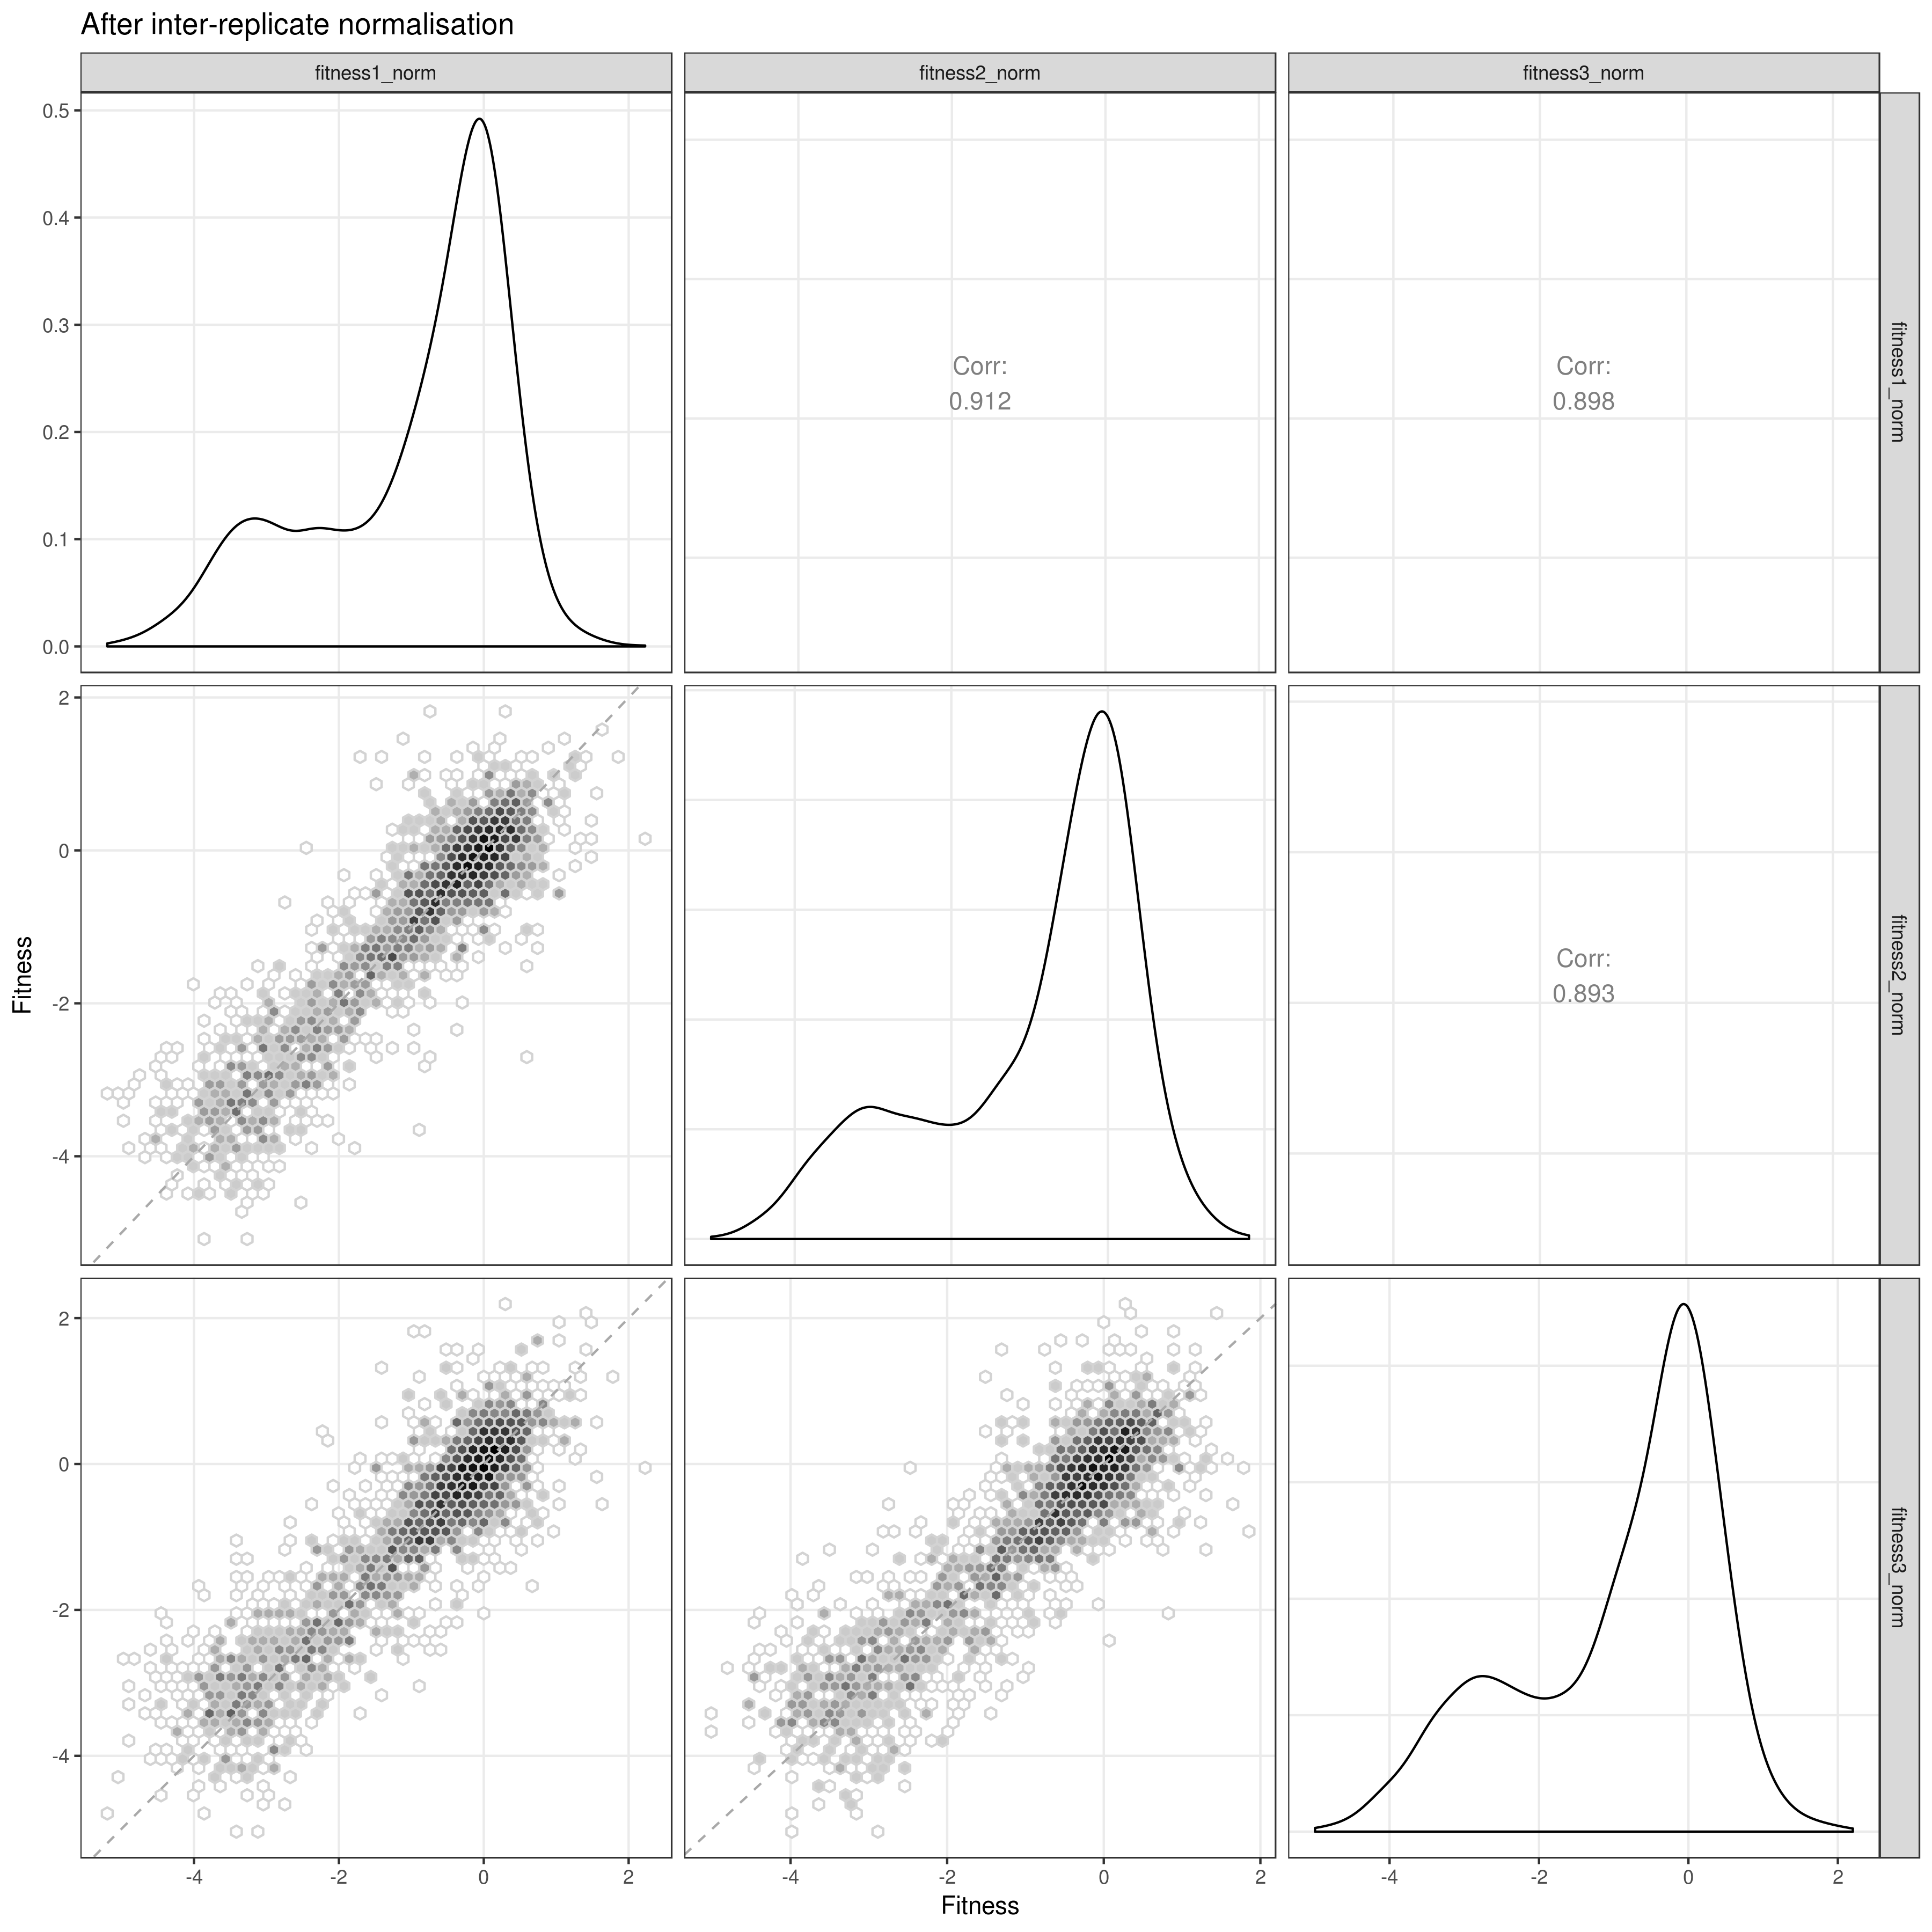 After inter-replicate normalisation
fitness1_norm
fitness2_norm
fitness3_norm
0.5
0.4
0.3
0.2
0.1
0.0
Corr:
0.912
Corr:
0.898
fitness1_norm
2
0
-2
-4
Corr:
0.893
fitness2_norm
Fitness
2
0
-2
-4
fitness3_norm
-4 -2 0 2
-4 -2 0 2
-4 -2 0 2
Fitness